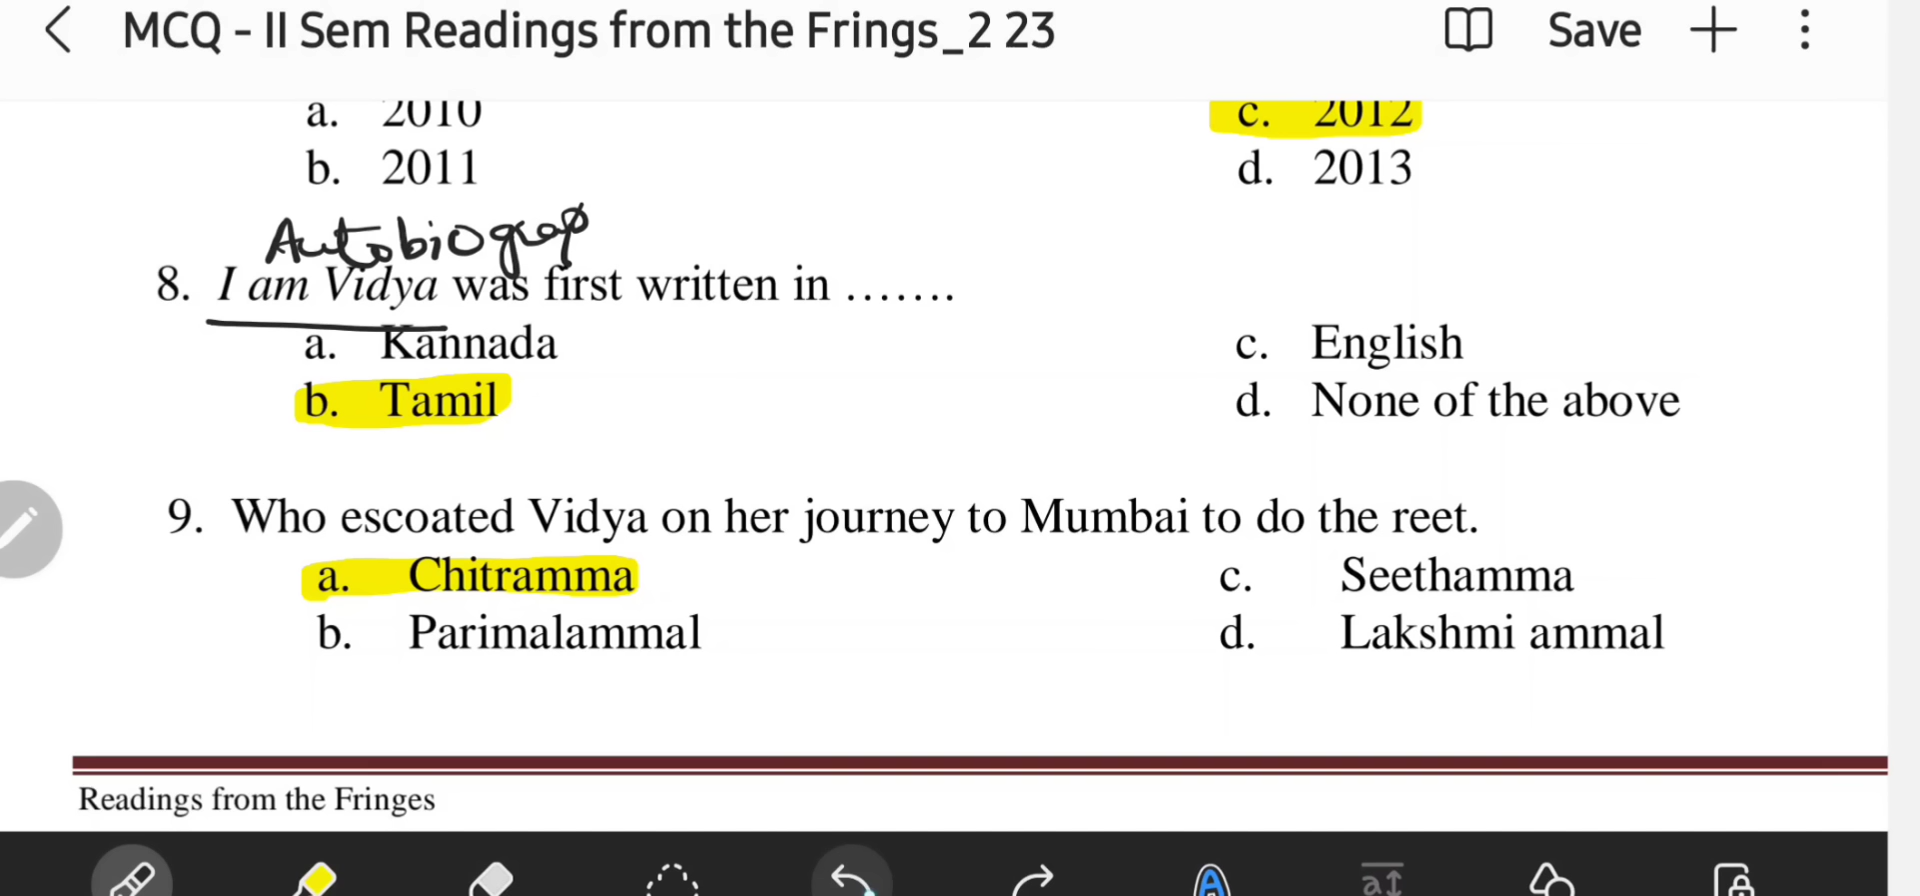 MCQ - II Sem Readings from the Frings_2 23
Save
a. 2010
c. 2012
b. 2011
d. 2013
Autobiograp
8. I am Vidya was first written in .......
a. Kannada
c. English
b. Tamil
d. None of the above
9. Who escoated Vidya on her journey to Mumbai to do the reet.
a. Chitramma
c. Seethamma
b. Parimalammal
d. Lakshmi ammal
Readings from the Fringes